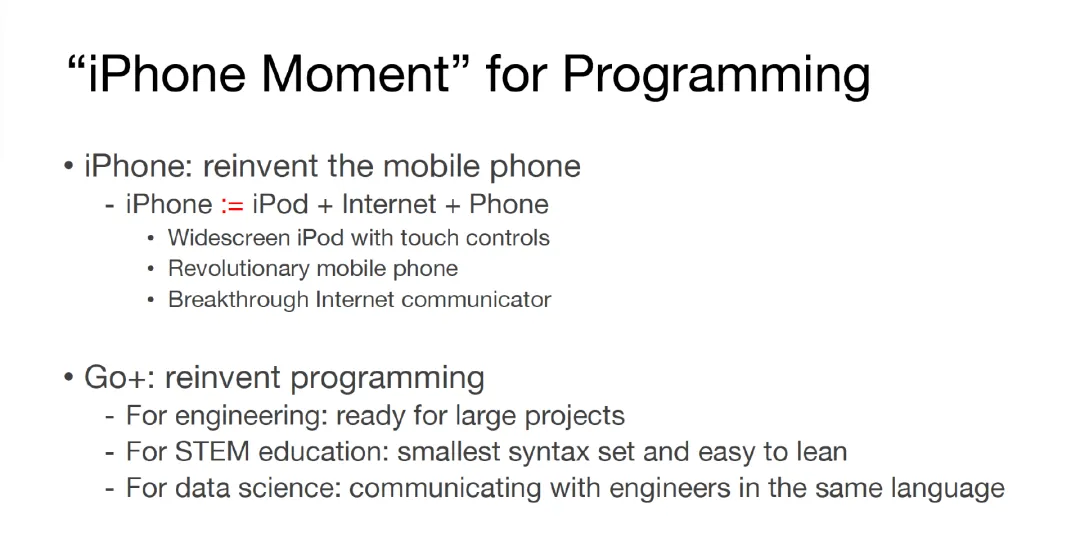 “iPhone Moment” for Programming
• iPhone: reinvent the mobile phone
- iPhone := iPod + Internet + Phone
• Widescreen iPod with touch controls
• Revolutionary mobile phone
• Breakthrough Internet communicator
• Go+: reinvent programming
- For engineering: ready for large projects
- For STEM education: smallest syntax set and easy to lean
- For data science: communicating with engineers in the same language